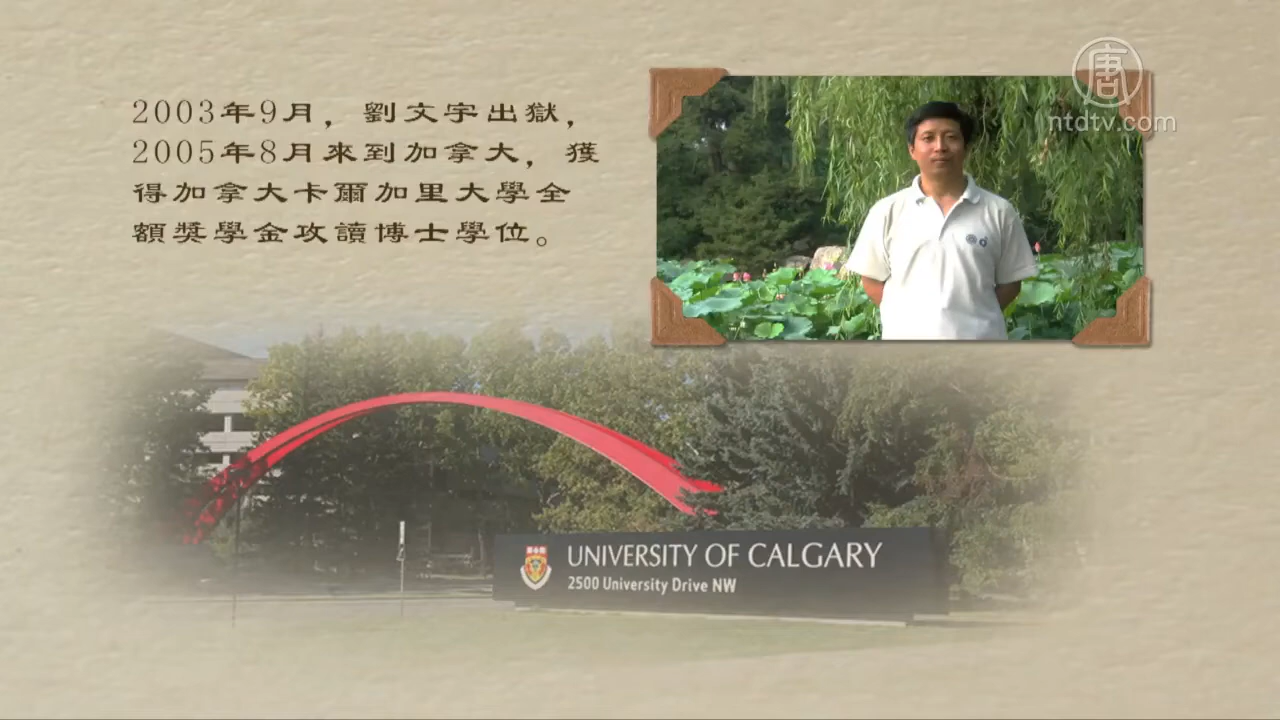 2003年9月，劉文宇出獄，
2005年8月來到加拿大，獲
得加拿大卡爾加里大學全
額獎學金攻讀博士學位。
唐
ntdtv.com
UNIVERSITY OF CALGARY
2500 University Drive NW